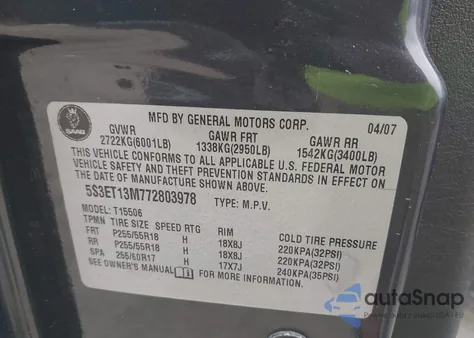 SAAB
MFD BY GENERAL MOTORS CORP. 04/07
GVWR GAWR FRT GAWR RR
2722KG(6001LB) 1338KG(2950LB) 1542KG(3400LB)
THIS VEHICLE CONFORMS TO ALL APPLICABLE U.S. FEDERAL MOTOR
VEHICLE SAFETY AND THEFT PREVENTION STANDARDS IN EFFECT ON THE
DATE OF MANUFACTURE SHOWN ABOVE.
5S3ET13M772803978 TYPE: M.P.V.
MODEL: T15506
TPMN TIRE SIZE SPEED RTG RIM COLD TIRE PRESSURE
FRT P255/55R18 H 18X8J 220KPA(32PSI)
RR P255/55R18 H 18X8J 220KPA(32PSI)
SPA 255/60R17 H 17X7J 240KPA(35PSI)
SEE OWNER'S MANUAL FOR MORE INFORMATION.
autoSnap